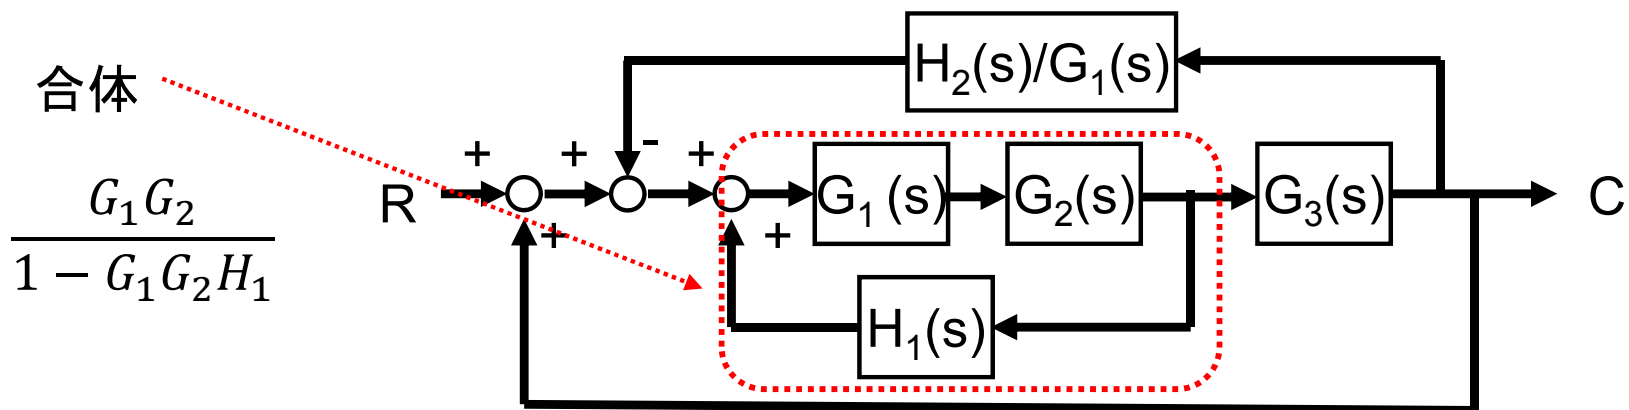 H₂(s)/G₁(s)
合体
+ + - +
R G₁(s) G₂(s) G₃(s) C
+ +
G₁G₂
1 − G₁G₂H₁
H₁(s)